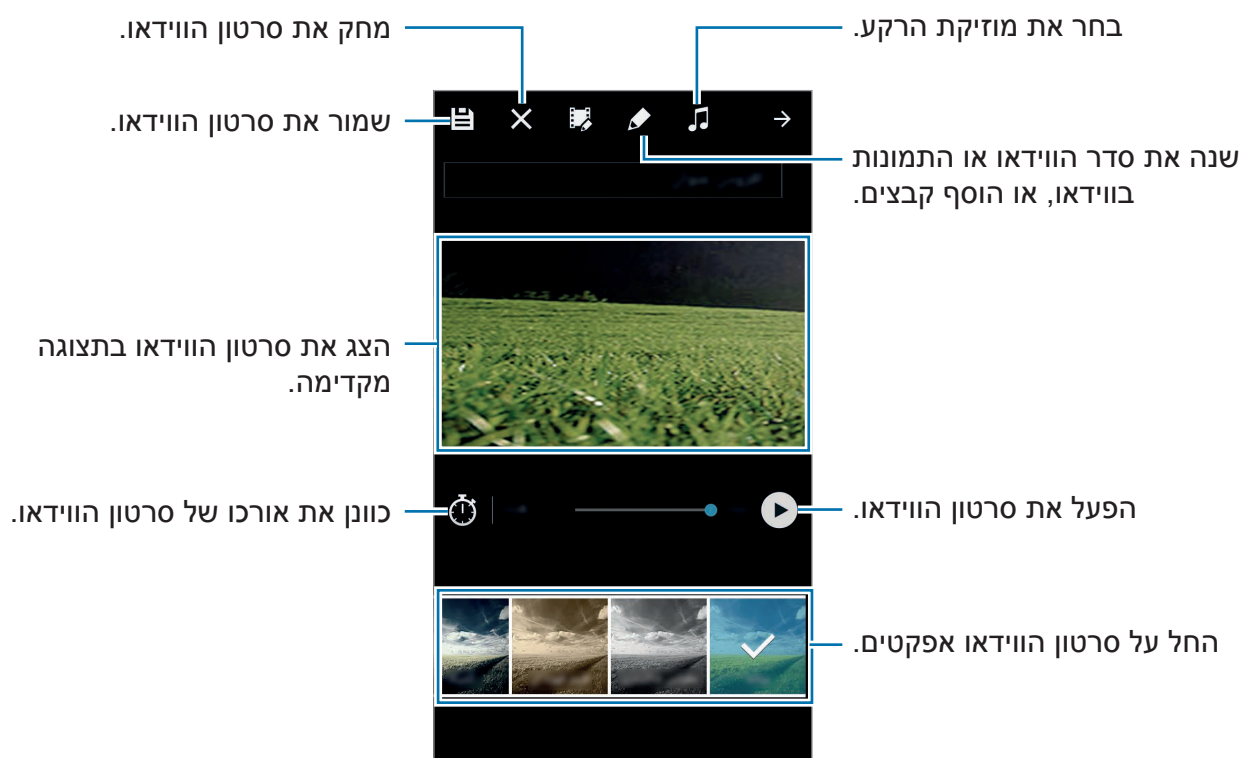 בחר את מוזיקת הרקע.
מחק את סרטון הווידאו.
שמור את סרטון הווידאו.
שנה את סדר הווידאו או התמונות
בווידאו, או הוסף קבצים.
הצג את סרטון הווידאו בתצוגה
מקדימה.
הפעל את סרטון הווידאו.
כוונן את אורכו של סרטון הווידאו.
החל על סרטון הווידאו אפקטים.